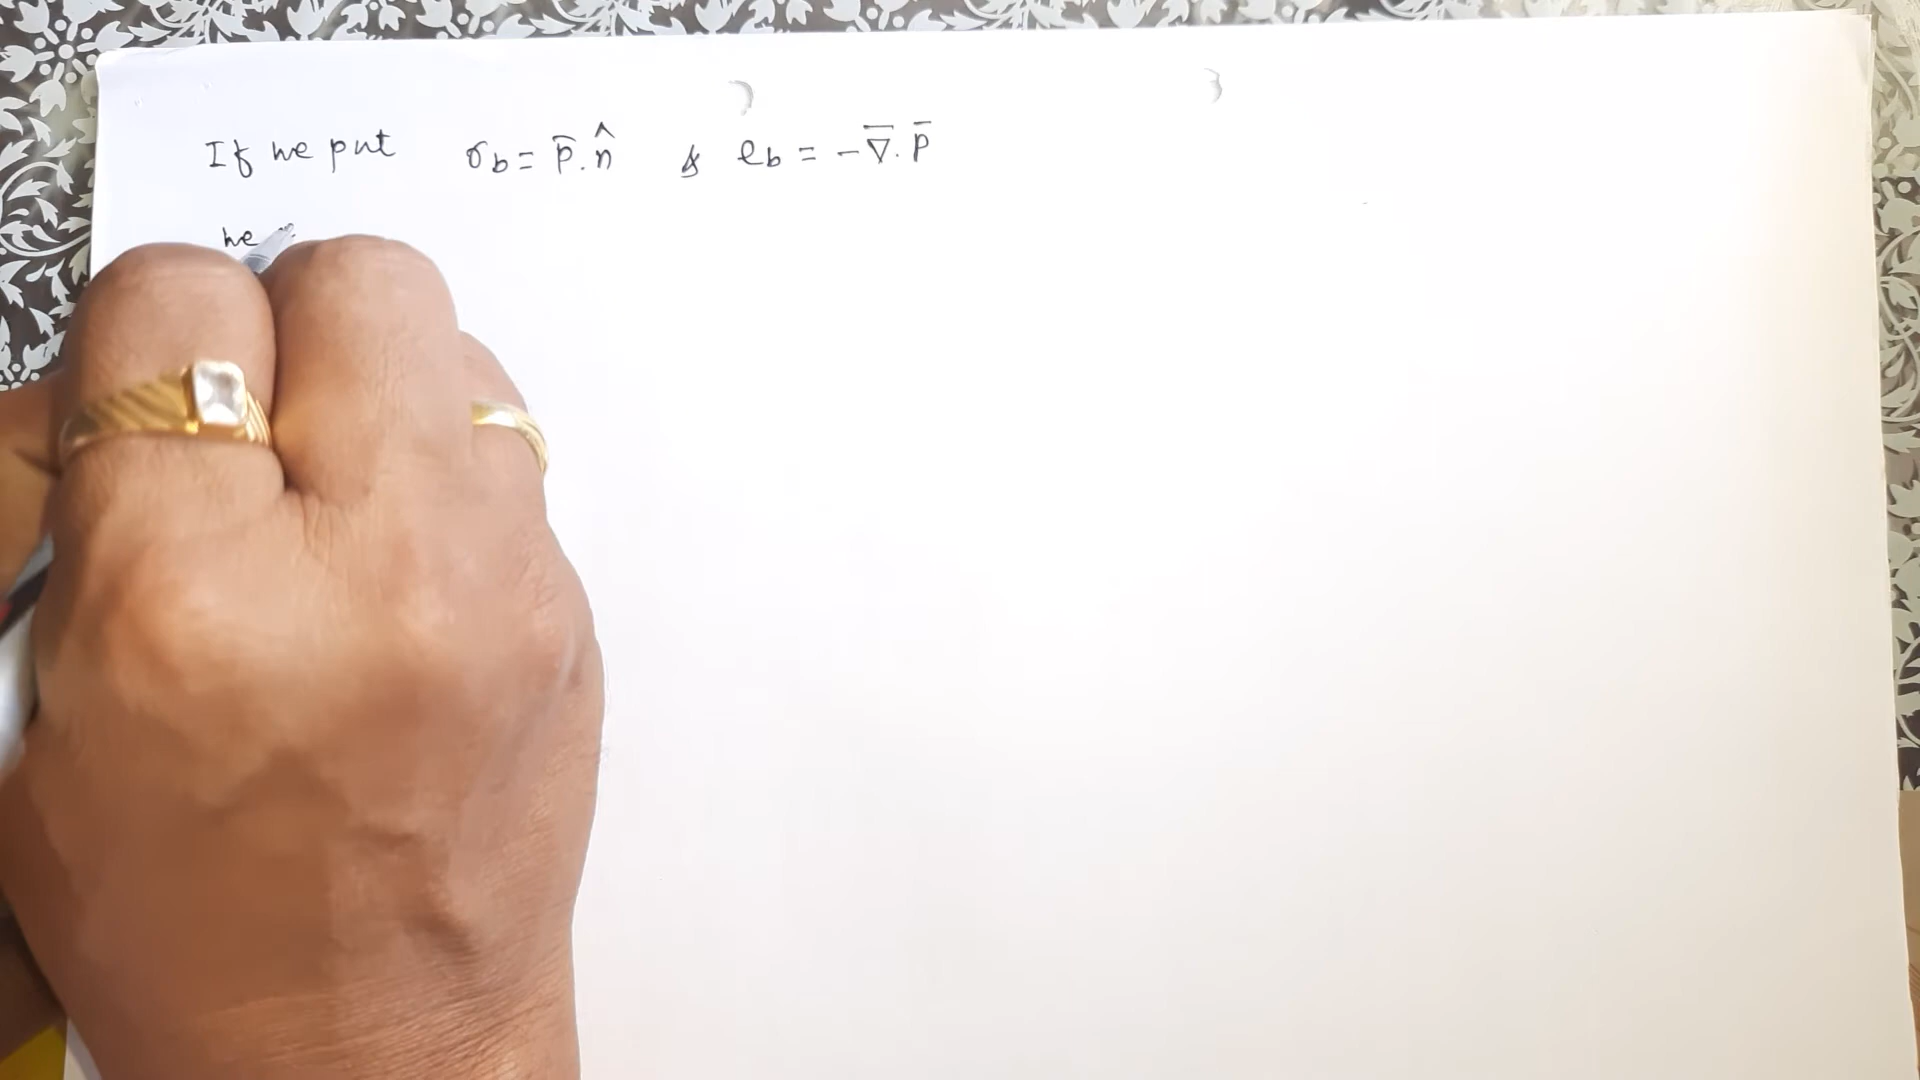 If we put σb = p̄.n̂ & ρb = -∇̄.p̄
we